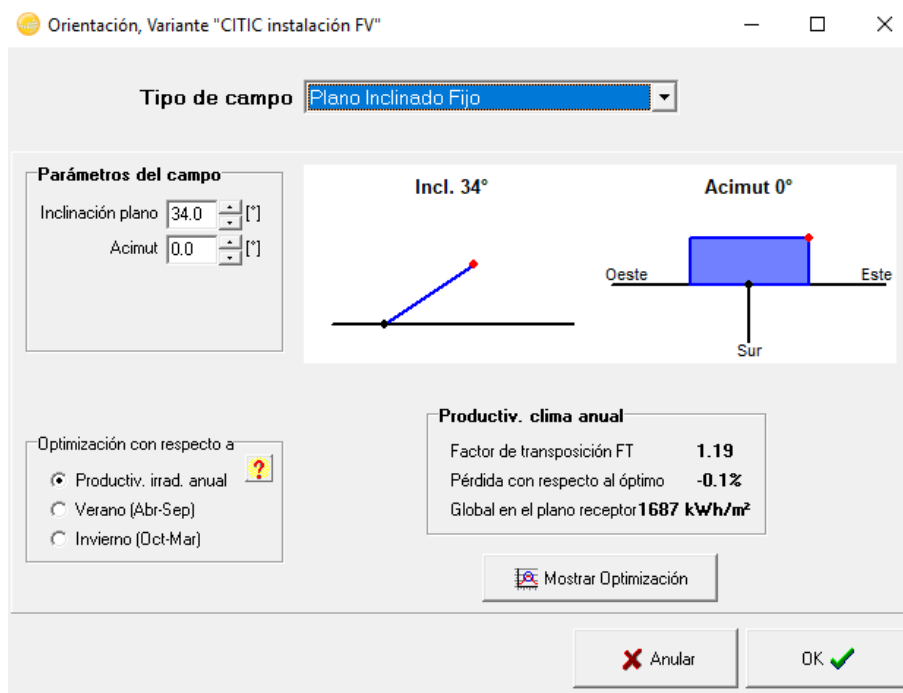 Orientación, Variante "CITIC instalación FV"
Tipo de campo Plano Inclinado Fijo
Parámetros del campo
Inclinación plano 34.0 [°]
Acimut 0.0 [°]
Incl. 34°
Acimut 0°
Oeste
Este
Sur
Optimización con respecto a
?
Productiv. irrad. anual
Verano (Abr-Sep)
Invierno (Oct-Mar)
Productiv. clima anual
Factor de transposición FT 1.19
Pérdida con respecto al óptimo -0.1%
Global en el plano receptor 1687 kWh/m²
Mostrar Optimización
Anular
OK